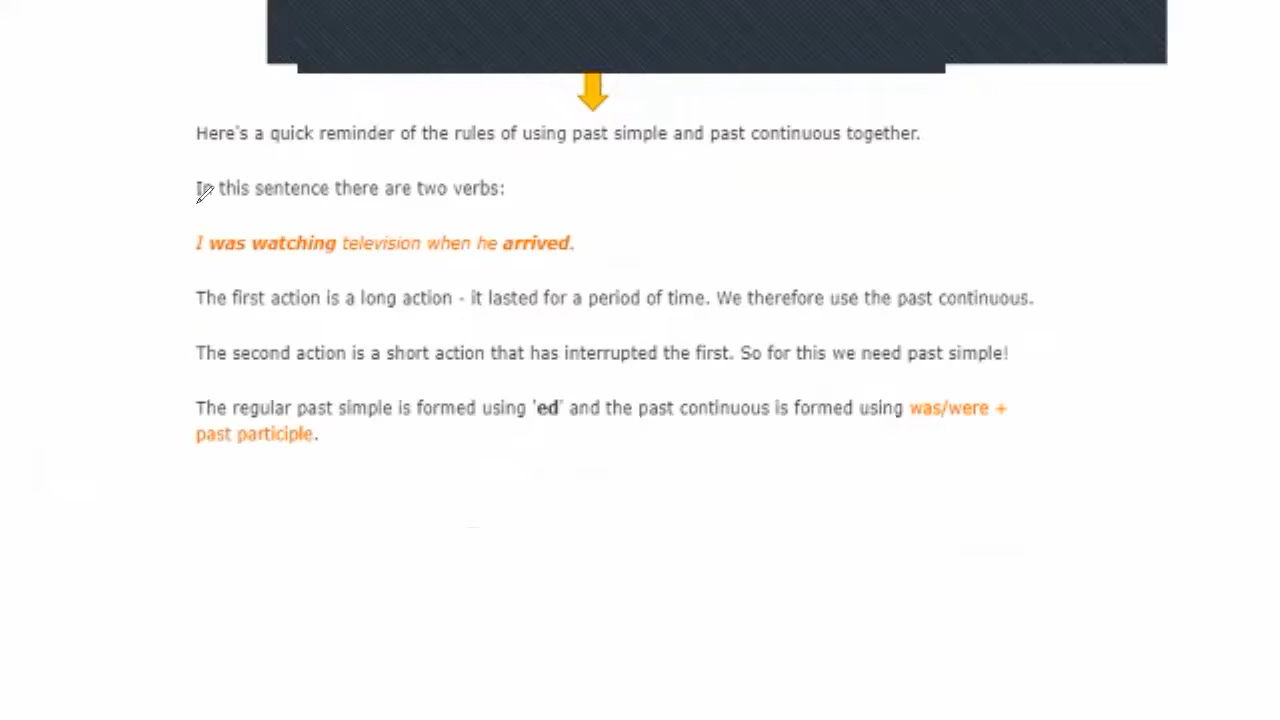 Here's a quick reminder of the rules of using past simple and past continuous together.
In this sentence there are two verbs:
I was watching television when he arrived.
The first action is a long action - it lasted for a period of time. We therefore use the past continuous.
The second action is a short action that has interrupted the first. So for this we need past simple!
The regular past simple is formed using 'ed' and the past continuous is formed using was/were +
past participle.